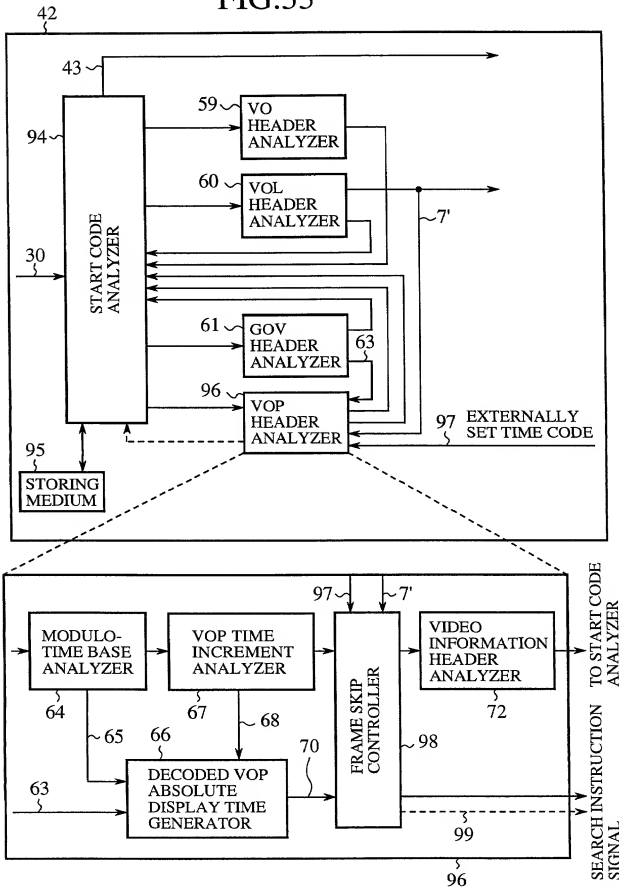 FIG.33
42
43
59
VO
HEADER
ANALYZER
94
60
VOL
HEADER
ANALYZER
7'
30
START CODE
ANALYZER
61
GOV
HEADER
ANALYZER
63
96
VOP
HEADER
ANALYZER
97
EXTERNALLY
SET TIME CODE
95
STORING
MEDIUM
97
7'
MODULO-
TIME BASE
ANALYZER
64
VOP TIME
INCREMENT
ANALYZER
67
FRAME SKIP
CONTROLLER
98
VIDEO
INFORMATION
HEADER
ANALYZER
72
TO START CODE
ANALYZER
65
66
68
70
63
DECODED VOP
ABSOLUTE
DISPLAY TIME
GENERATOR
99
SEARCH INSTRUCTION
SIGNAL
96